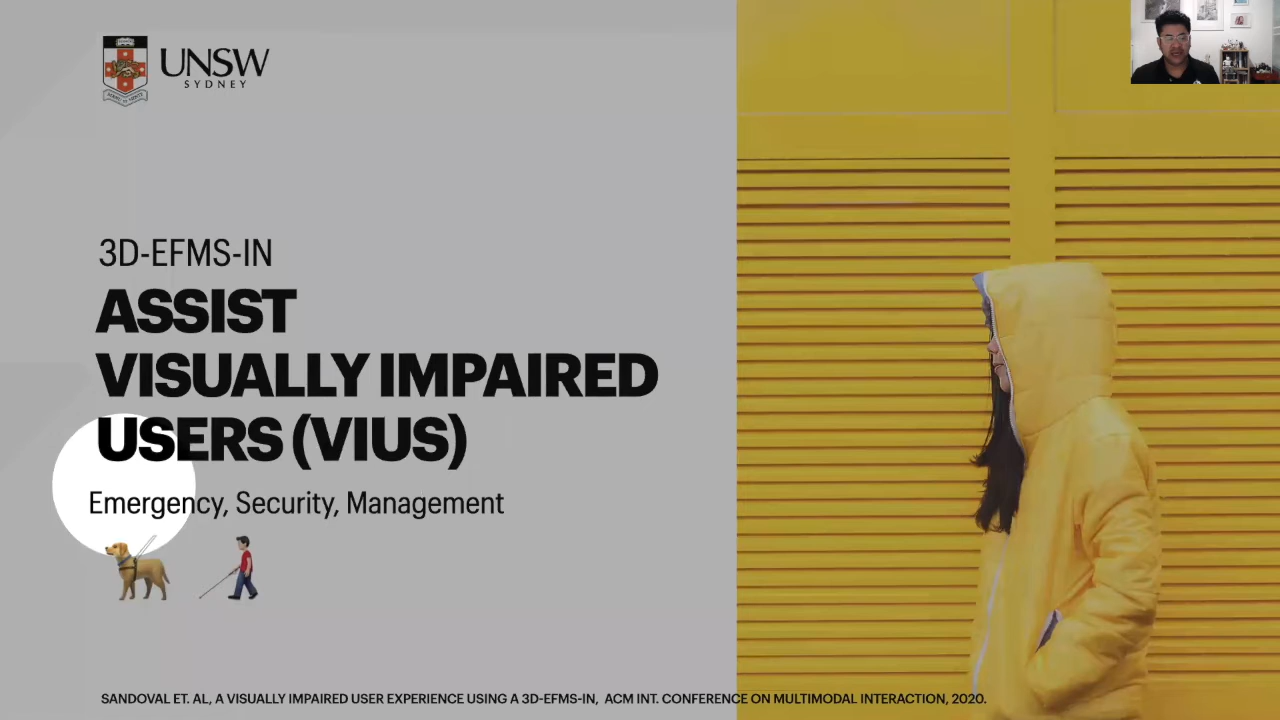 UNSW
SYDNEY
3D-EFMS-IN
ASSIST
VISUALLY IMPAIRED
USERS (VIUS)
Emergency, Security, Management
SANDOVAL ET. AL, A VISUALLY IMPAIRED USER EXPERIENCE USING A 3D-EFMS-IN, ACM INT. CONFERENCE ON MULTIMODAL INTERACTION, 2020.